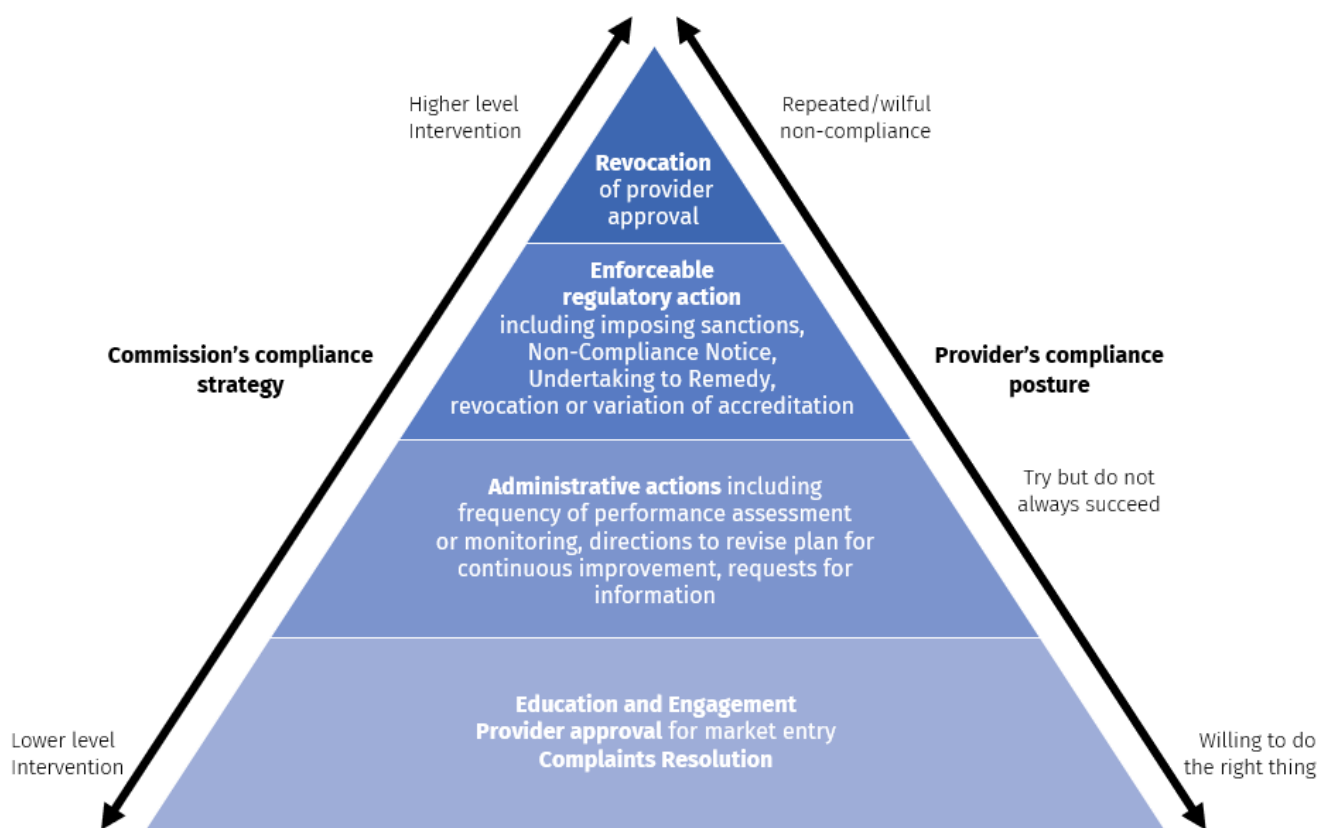 Higher level
Intervention
Repeated/wilful
non-compliance
Revocation
of provider
approval
Enforceable
regulatory action
including imposing sanctions,
Non-Compliance Notice,
Undertaking to Remedy,
revocation or variation of accreditation
Commission's compliance
strategy
Provider's compliance
posture
Administrative actions including
frequency of performance assessment
or monitoring, directions to revise plan for
continuous improvement, requests for
information
Try but do not
always succeed
Education and Engagement
Provider approval for market entry
Complaints Resolution
Lower level
Intervention
Willing to do
the right thing